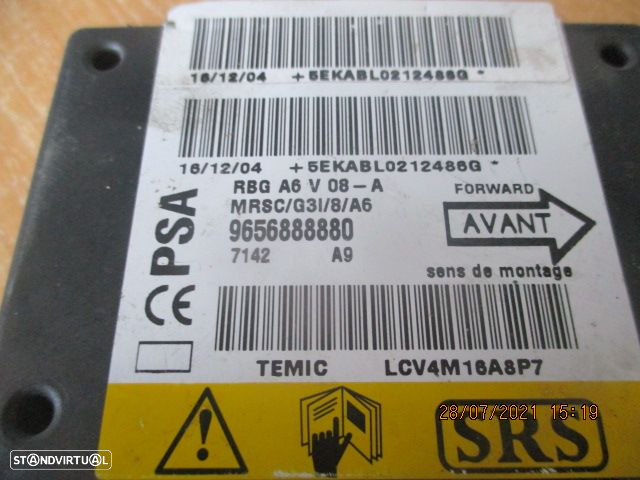 16/12/04 +5EKABL0212486G *
16/12/04 +5EKABL0212486G *
RBG A6 V 08-A
MRSC/G3I/8/A6
9656888880
7142 A9
FORWARD
AVANT
sens de montage
PSA
CE
TEMIC LCV4M16A8P7
28/07/2021 15:19
SRS
STANDVIRTUAL